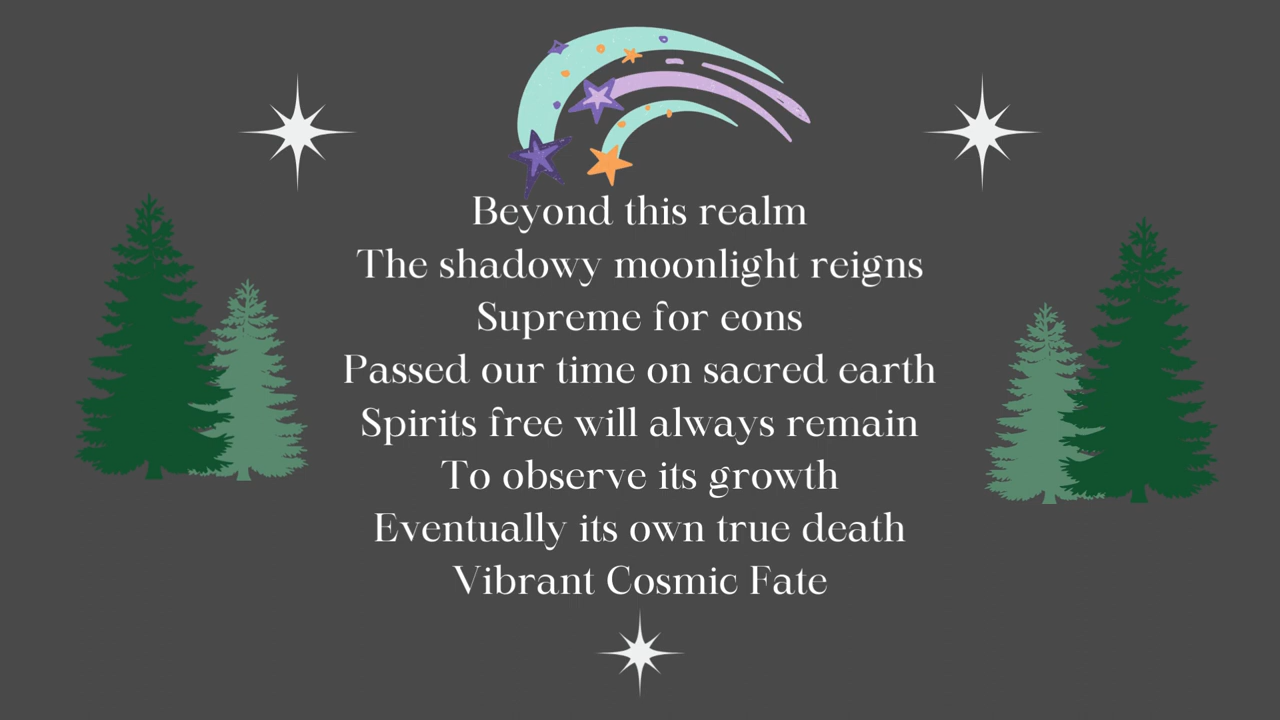 Beyond this realm
The shadowy moonlight reigns
Supreme for eons
Passed our time on sacred earth
Spirits free will always remain
To observe its growth
Eventually its own true death
Vibrant Cosmic Fate